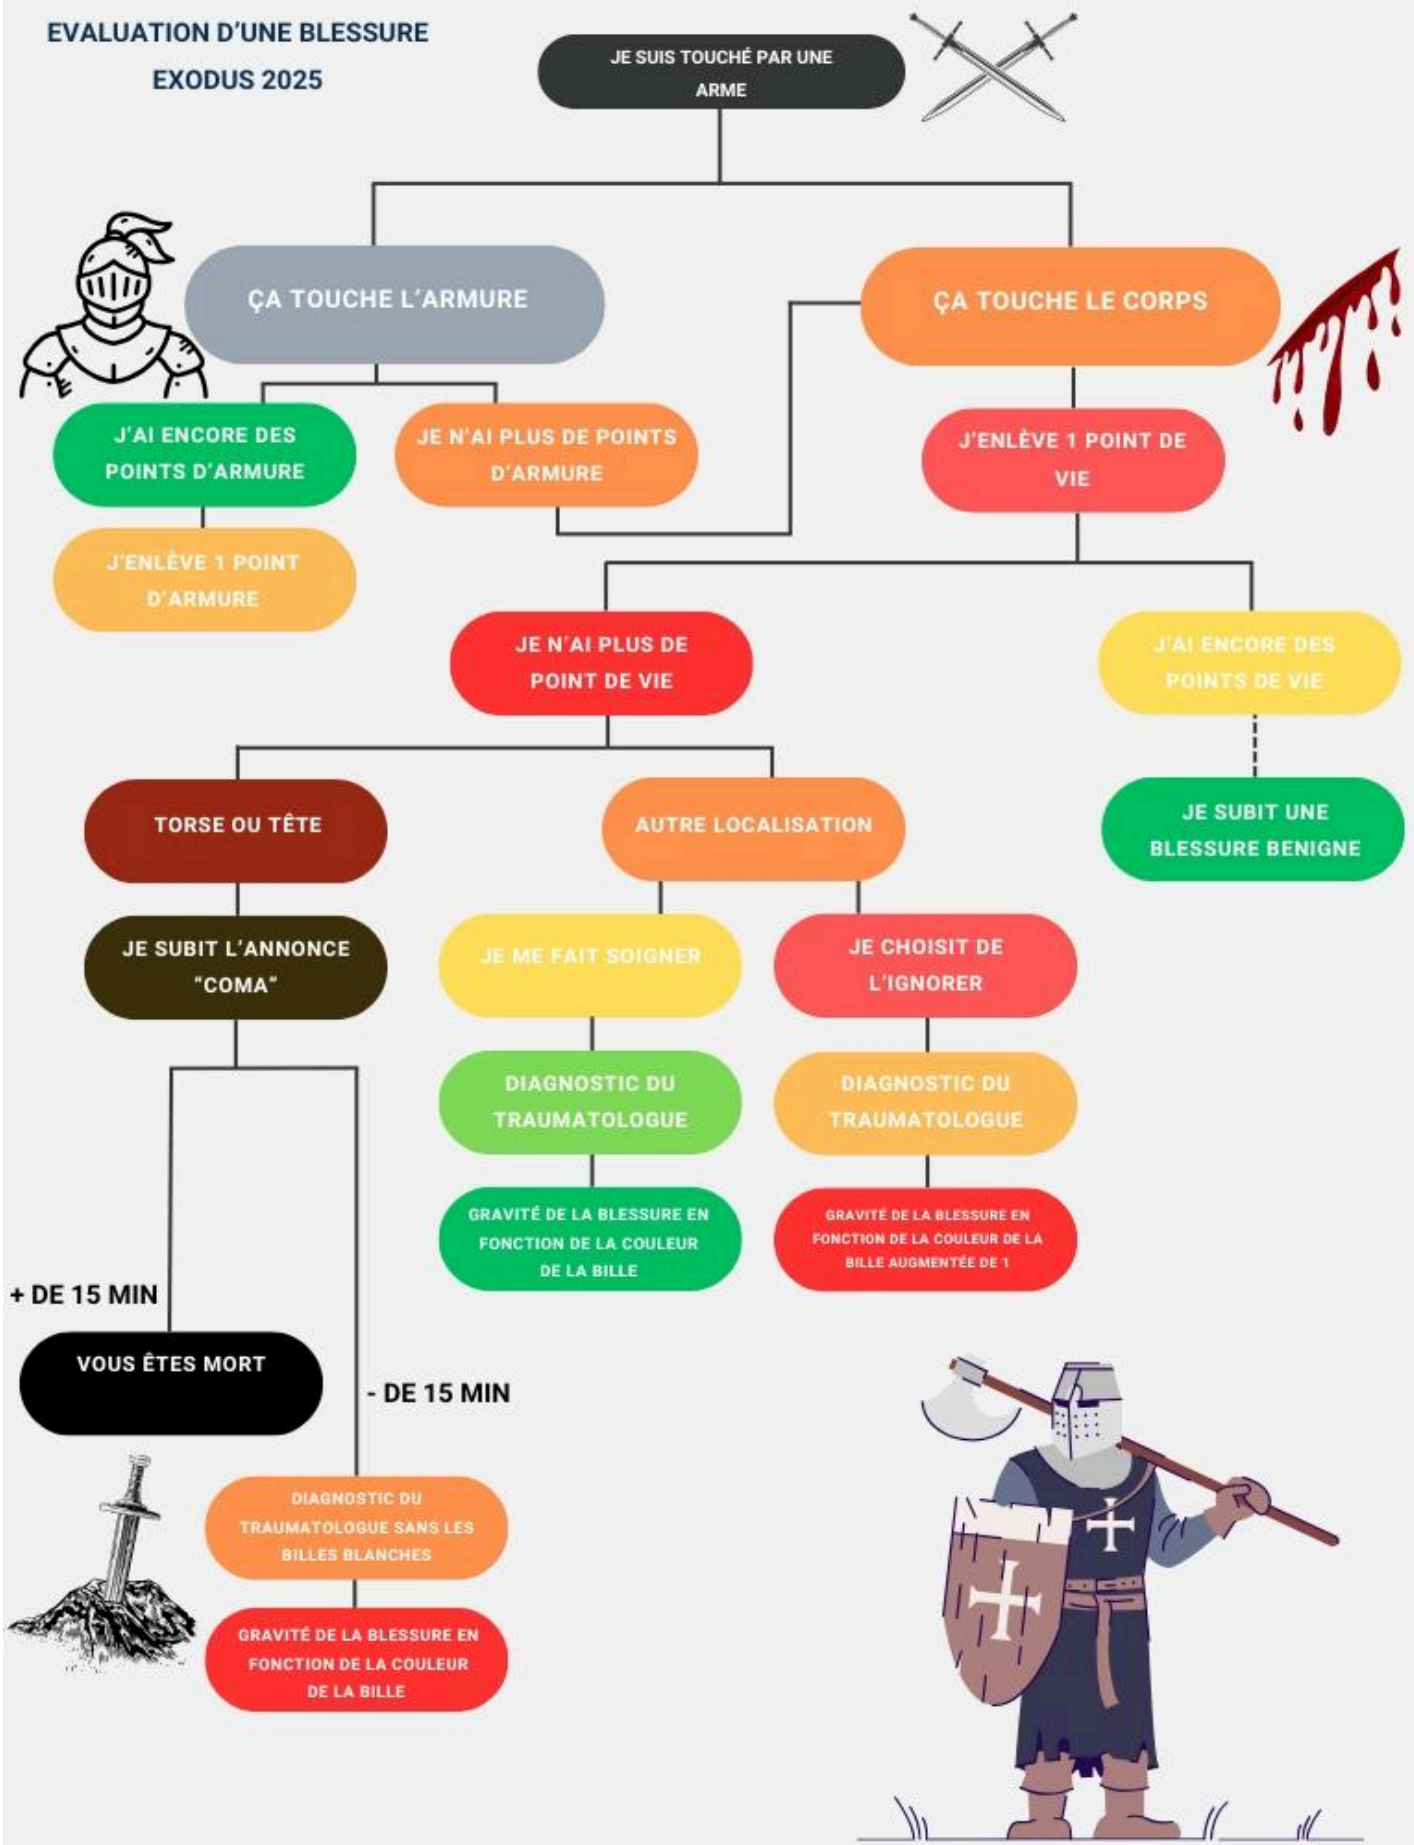 EVALUATION D'UNE BLESSURE
EXODUS 2025
JE SUIS TOUCHÉ PAR UNE
ARME
ÇA TOUCHE L'ARMURE
ÇA TOUCHE LE CORPS
J'AI ENCORE DES
POINTS D'ARMURE
JE N'AI PLUS DE POINTS
D'ARMURE
J'ENLÈVE 1 POINT DE
VIE
J'ENLÈVE 1 POINT
D'ARMURE
JE N'AI PLUS DE
POINT DE VIE
J'AI ENCORE DES
POINTS DE VIE
TORSE OU TÊTE
AUTRE LOCALISATION
JE SUBIT UNE
BLESSURE BENIGNE
JE SUBIT L'ANNONCE
"COMA"
JE ME FAIT SOIGNER
JE CHOISIT DE
L'IGNORER
DIAGNOSTIC DU
TRAUMATOLOGUE
DIAGNOSTIC DU
TRAUMATOLOGUE
GRAVITÉ DE LA BLESSURE EN
FONCTION DE LA COULEUR
DE LA BILLE
GRAVITÉ DE LA BLESSURE EN
FONCTION DE LA COULEUR DE LA
BILLE AUGMENTÉE DE 1
+ DE 15 MIN
VOUS ÊTES MORT
- DE 15 MIN
DIAGNOSTIC DU
TRAUMATOLOGUE SANS LES
BILLES BLANCHES
GRAVITÉ DE LA BLESSURE EN
FONCTION DE LA COULEUR
DE LA BILLE